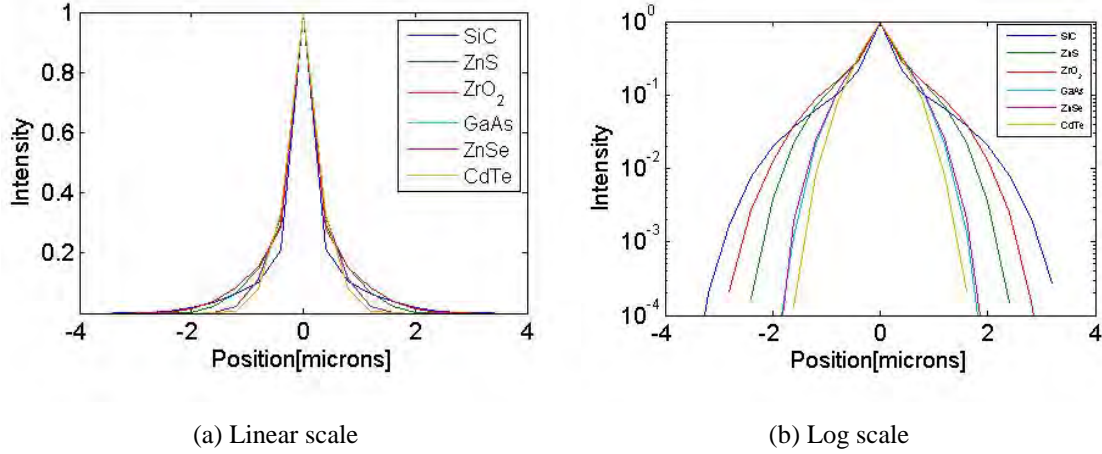 1
0.8
0.6
0.4
0.2
Intensity
-4
-2
0
2
4
Position[microns]
SiC
ZnS
ZrO₂
GaAs
ZnSe
CdTe
(a) Linear scale
10⁰
10⁻¹
10⁻²
10⁻³
10⁻⁴
Intensity
-4
-2
0
2
4
Position[microns]
SiC
ZnS
ZrO₂
GaAs
ZnSe
CdTe
(b) Log scale